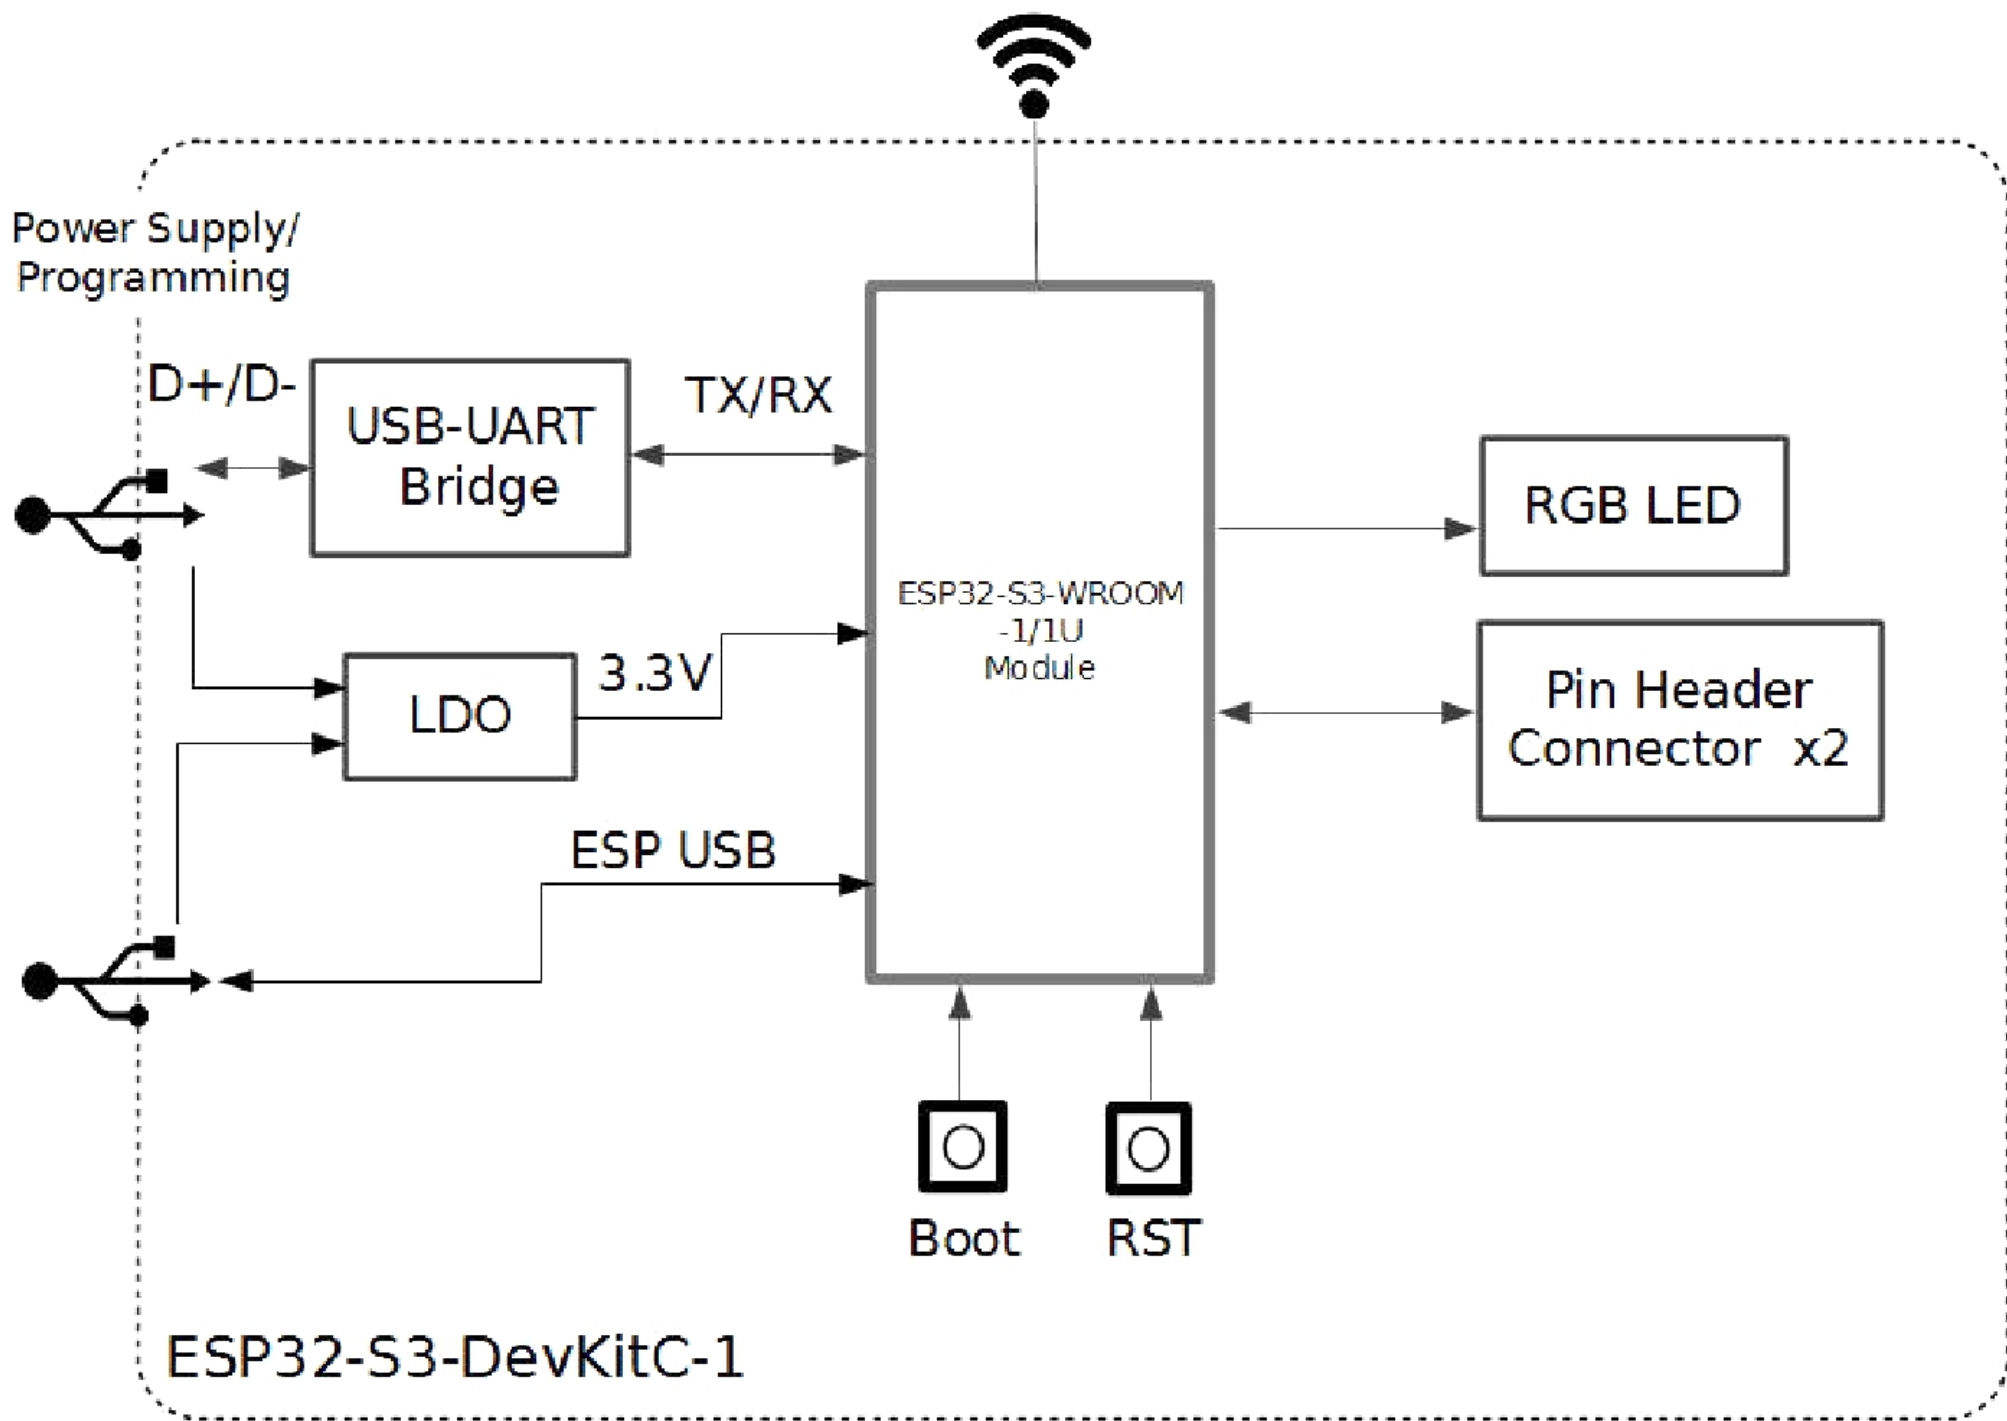 Power Supply/
Programming
D+/D-
USB-UART
Bridge
TX/RX
RGB LED
ESP32-S3-WROOM
-1/1U
Module
LDO
3.3V
Pin Header
Connector x2
ESP USB
Boot
RST
ESP32-S3-DevKitC-1